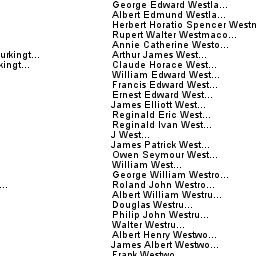 George Edward Westla...
Albert Edmund Westla...
Herbert Horatio Spencer Westm
Rupert Walter Westmaco...
Annie Catherine Westo...
urkingt... Arthur James West...
kingt... Claude Horace West...
William Edward West...
Francis Edward West...
Ernest Edward West...
James Elliott West...
Reginald Eric West...
Reginald Ivan West...
J West...
James Patrick West...
Owen Seymour West...
William West...
George William Westro...
... Roland John Westro...
Albert William Westru...
Douglas Westru...
Philip John Westru...
Walter Westru...
Albert Henry Westwo...
James Albert Westwo...
Frank Westwo